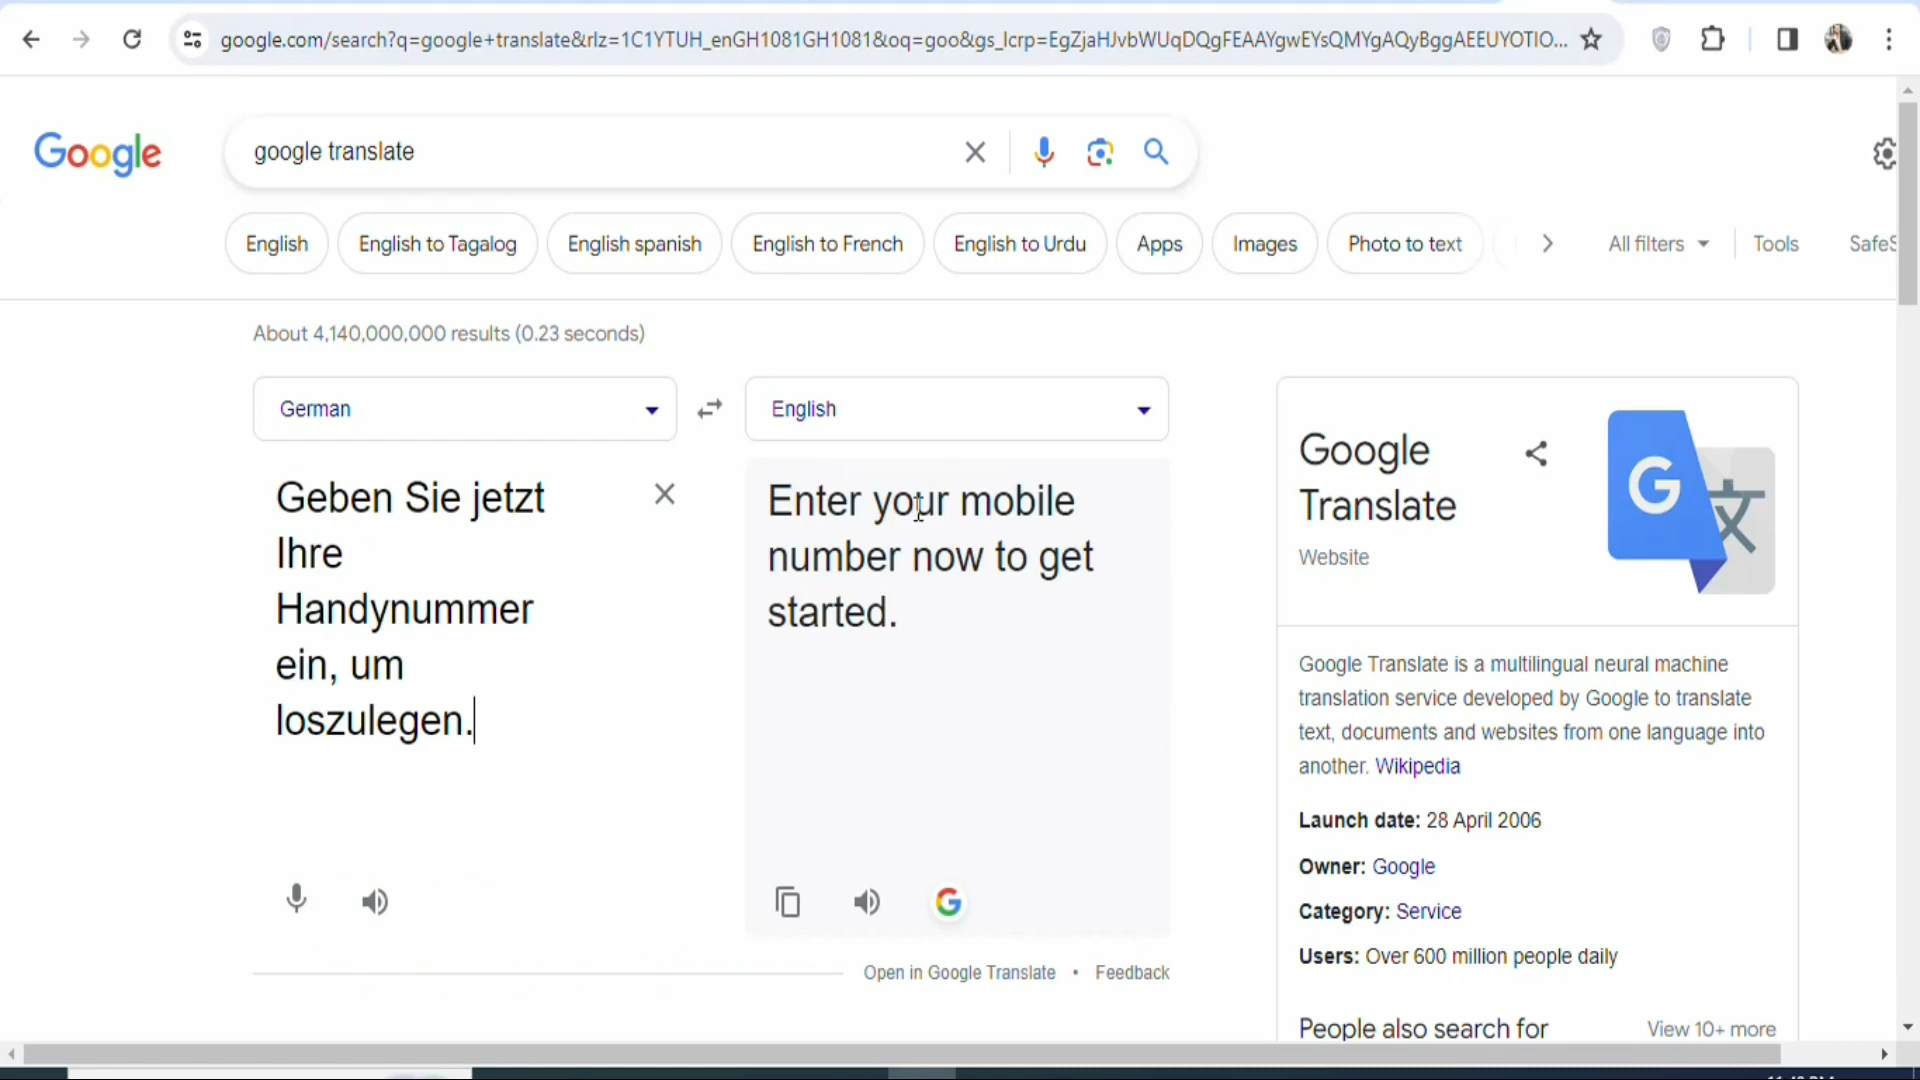 google.com/search?q=google+translate&rlz=1C1YTUH_enGH1081GH1081&oq=goo&gs_lcrp=EgZjaHJvbWUqDQgFEAAYgwEYsQMYgAQyBggAEEUYOTIO...
Google
google translate
English
English to Tagalog
English spanish
English to French
English to Urdu
Apps
Images
Photo to text
All filters
Tools
SafeS
About 4,140,000,000 results (0.23 seconds)
German
English
Geben Sie jetzt
Ihre
Handynummer
ein, um
loszulegen.
Enter your mobile
number now to get
started.
Open in Google Translate • Feedback
Google
Translate
Website
G
文
Google Translate is a multilingual neural machine
translation service developed by Google to translate
text, documents and websites from one language into
another. Wikipedia
Launch date: 28 April 2006
Owner: Google
Category: Service
Users: Over 600 million people daily
People also search for
View 10+ more